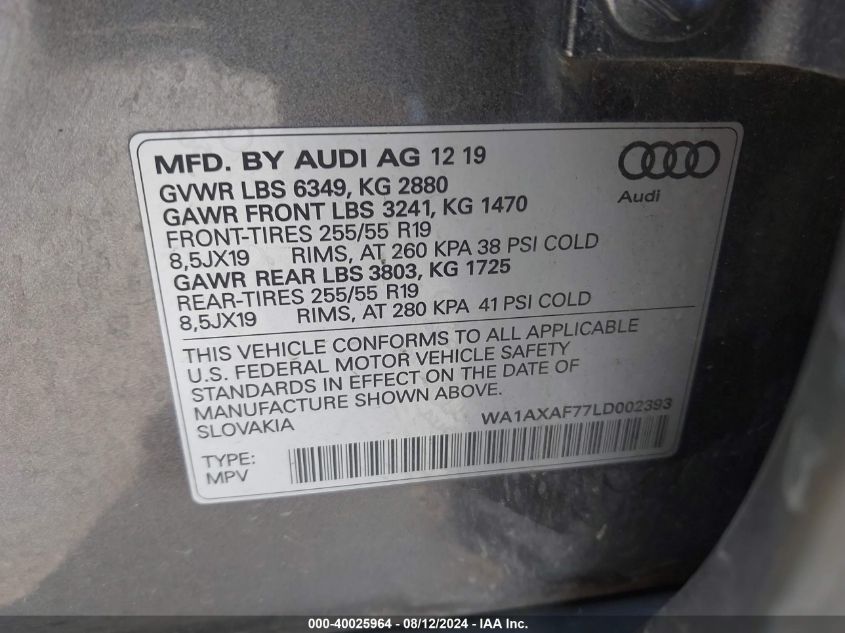 MFD. BY AUDI AG 12 19
GVWR LBS 6349, KG 2880
GAWR FRONT LBS 3241, KG 1470
FRONT-TIRES 255/55 R19
8,5JX19 RIMS, AT 260 KPA 38 PSI COLD
GAWR REAR LBS 3803, KG 1725
REAR-TIRES 255/55 R19
8,5JX19 RIMS, AT 280 KPA 41 PSI COLD
Audi
THIS VEHICLE CONFORMS TO ALL APPLICABLE
U.S. FEDERAL MOTOR VEHICLE SAFETY
STANDARDS IN EFFECT ON THE DATE OF
MANUFACTURE SHOWN ABOVE.
SLOVAKIA
WA1AXAF77LD002393
TYPE:
MPV
000-40025964 - 08/12/2024 - IAAI, INC.